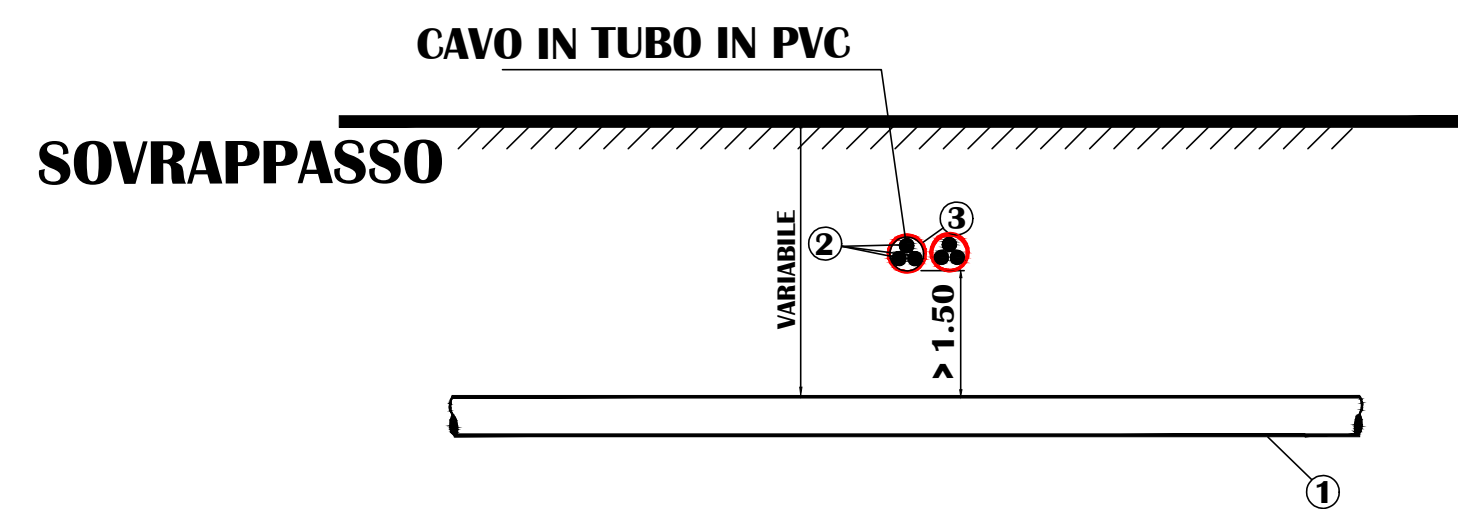 CAVO IN TUBO IN PVC
SOVRAPPASSO
VARIABILE
2
3
> 1.50
1